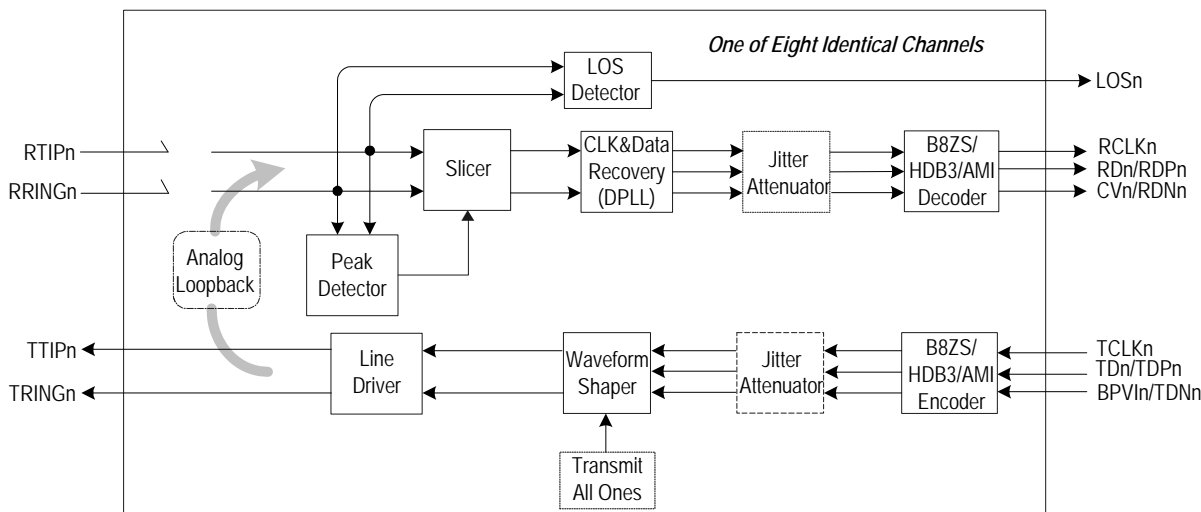 One of Eight Identical Channels
LOS
Detector
LOSn
RTIPn
RRINGn
Slicer
CLK&Data
Recovery
(DPLL)
Jitter
Attenuator
B8ZS/
HDB3/AMI
Decoder
RCLKn
RDn/RDPn
CVn/RDNn
Analog
Loopback
Peak
Detector
TTIPn
TRINGn
Line
Driver
Waveform
Shaper
Jitter
Attenuator
B8ZS/
HDB3/AMI
Encoder
TCLKn
TDn/TDPn
BPVIn/TDNn
Transmit
All Ones